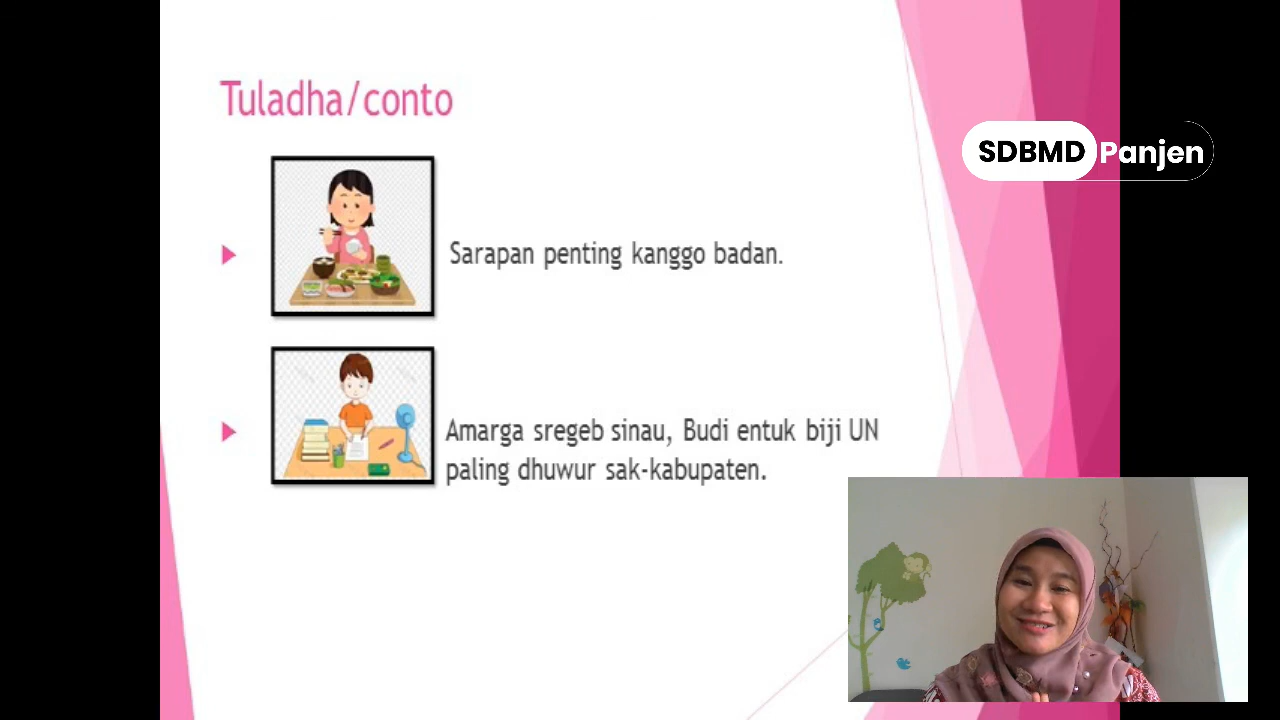 Tuladha/conto
SDBMD Panjen
Sarapan penting kanggo badan.
Amarga sregeb sinau, Budi entuk biji UN
paling dhuwur sak-kabupaten.